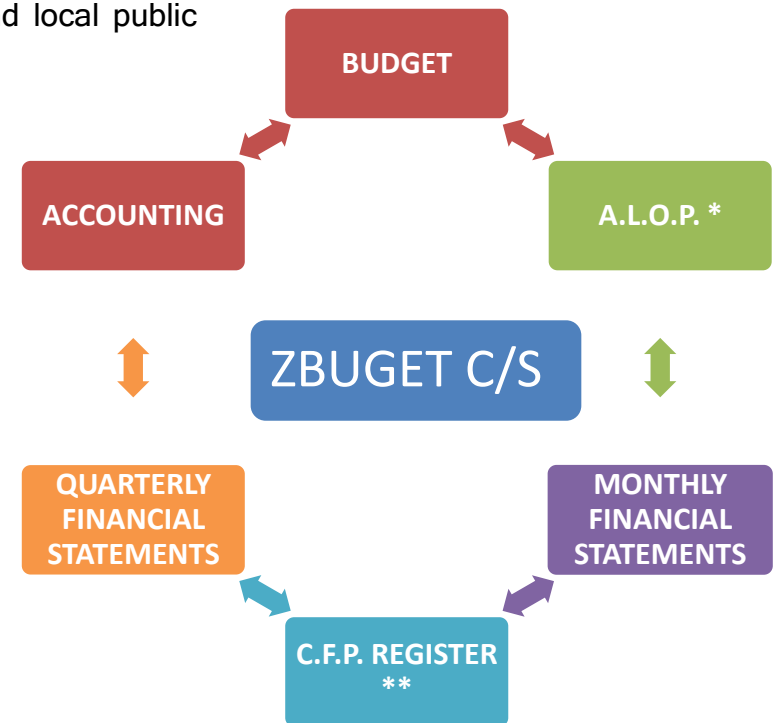 d local public
BUDGET
ACCOUNTING
A.L.O.P. *
ZBUGET C/S
QUARTERLY
FINANCIAL
STATEMENTS
MONTHLY
FINANCIAL
STATEMENTS
C.F.P. REGISTER
**